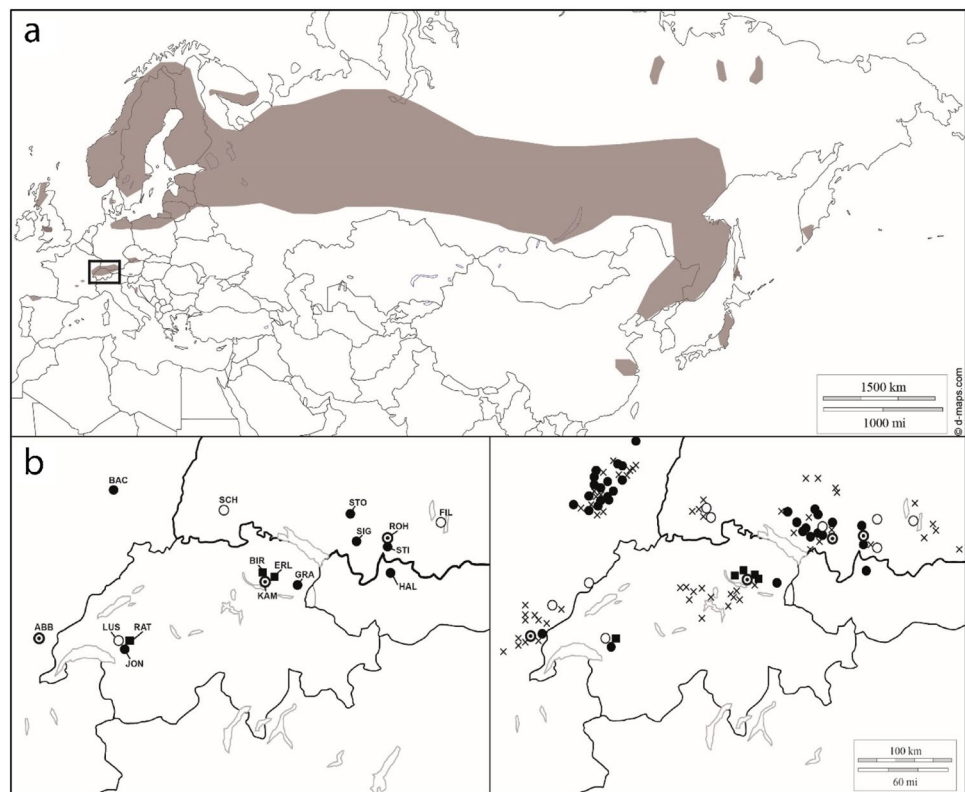 a
1500 km
1000 mi
© d-maps.com
b
BAC
SCH
STO
FIL
SIG
ROH
STI
BIR
ERL
GRA
HAL
KAM
ABB
LUS
RAT
JON
100 km
60 mi